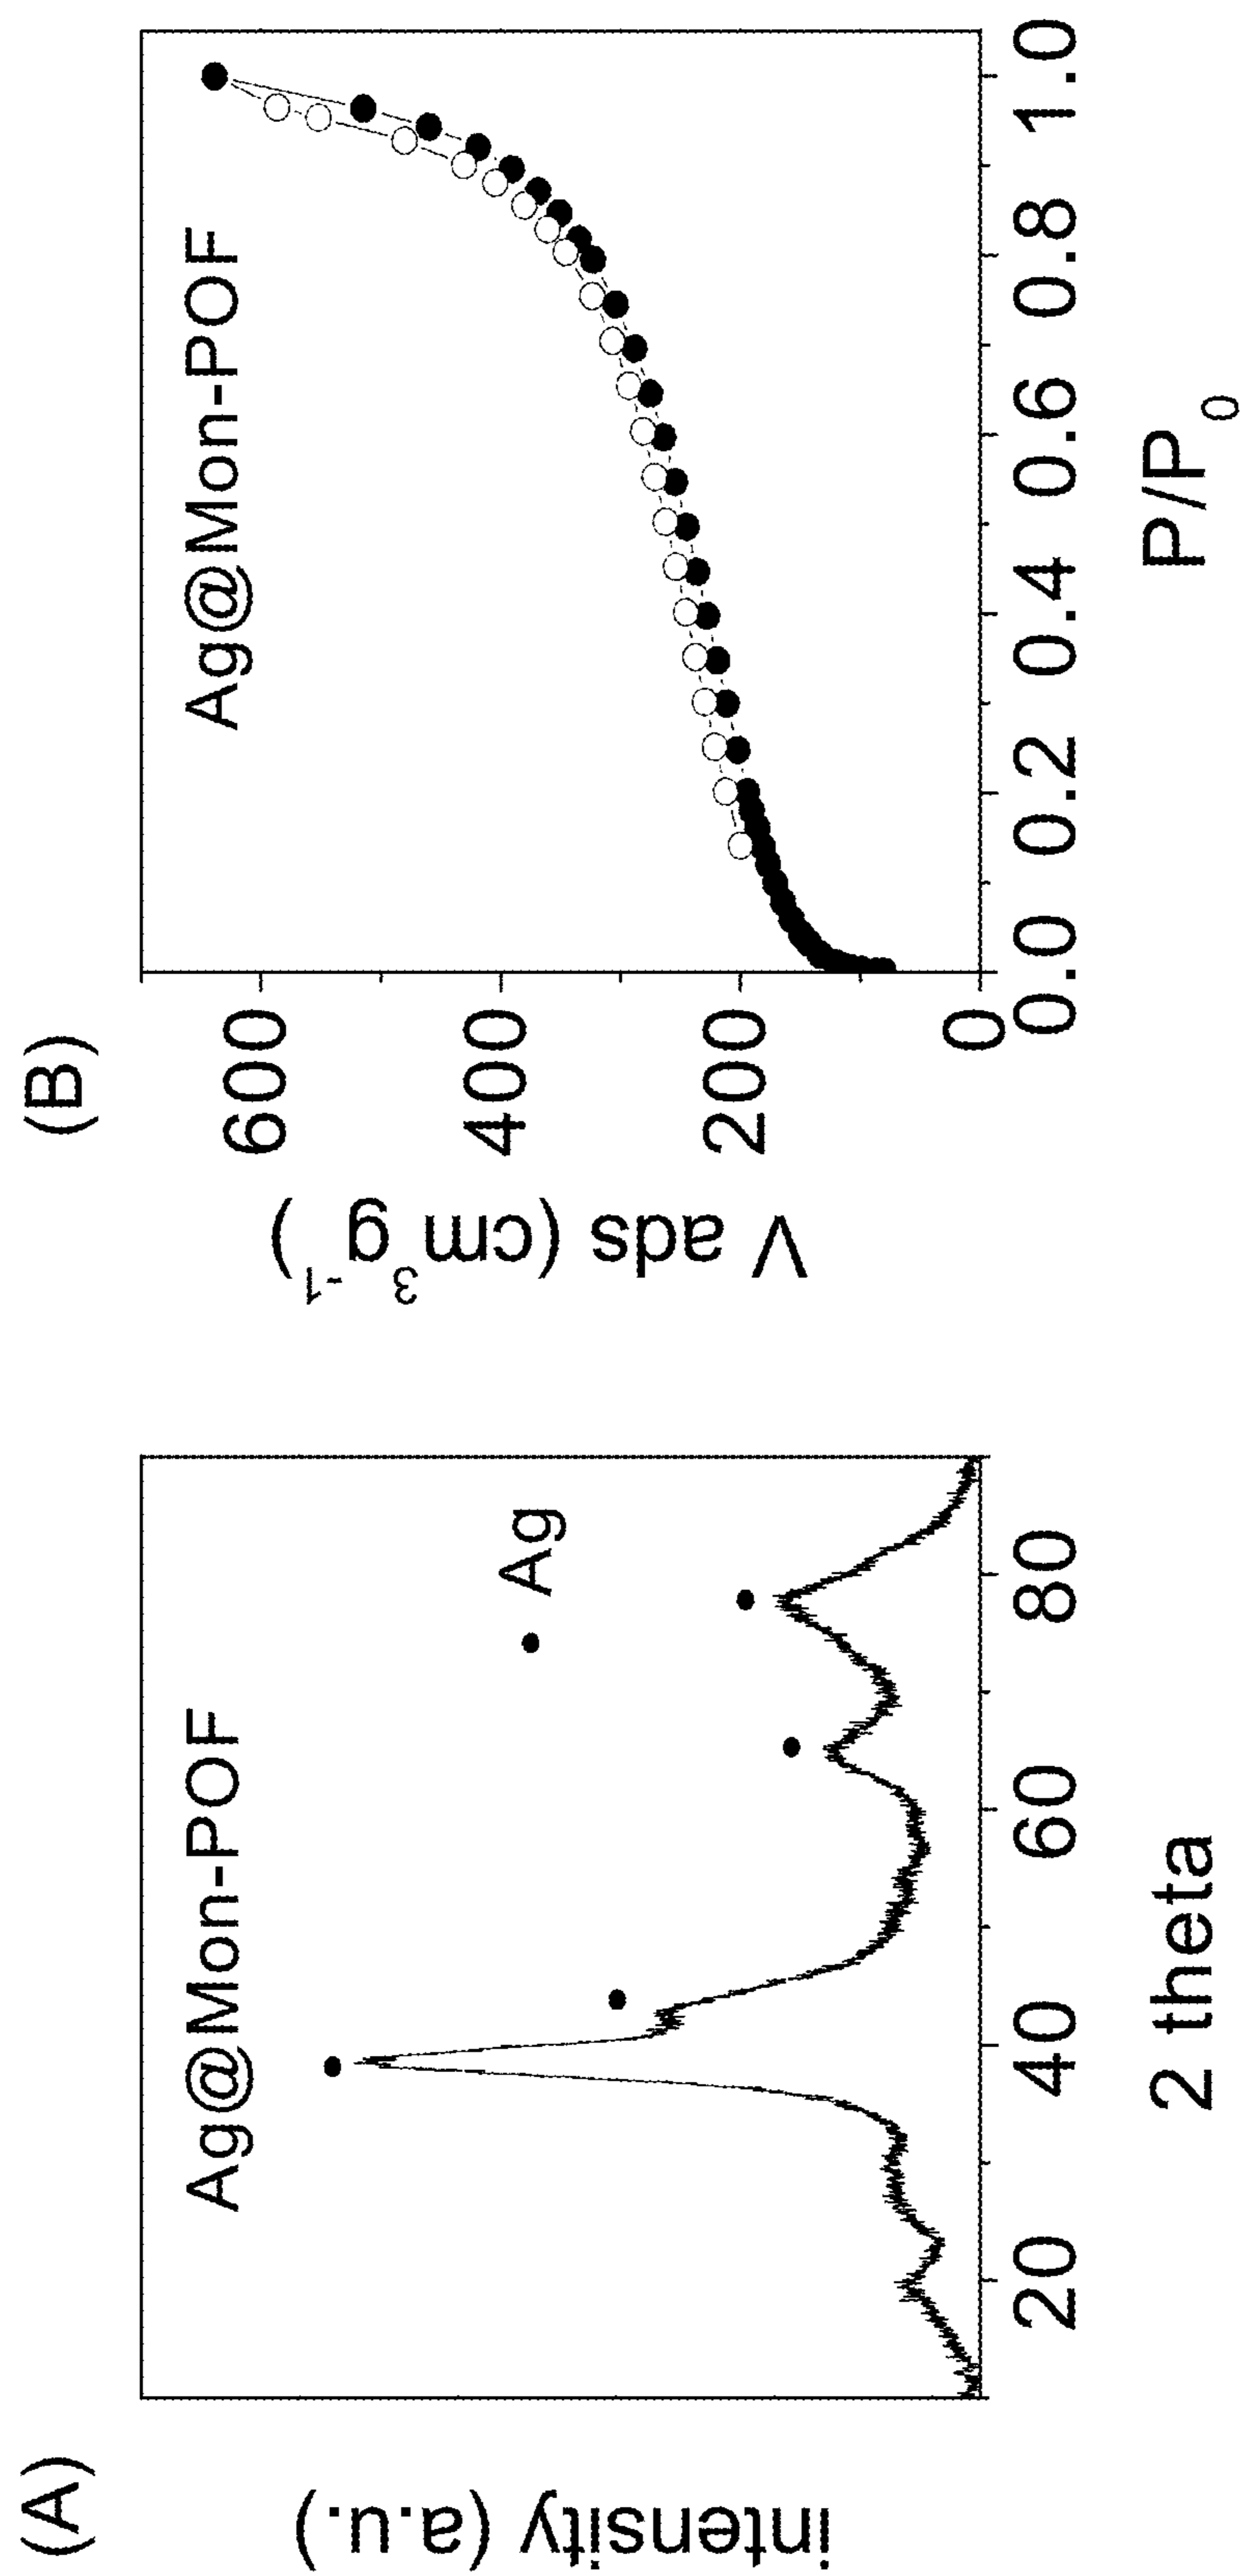 (A)
Ag@Mon-POF
• Ag
intensity (a.u.)
20 40 60 80
2 theta
(B)
Ag@Mon-POF
V ads (cm³g⁻¹)
600
400
200
0
0.0 0.2 0.4 0.6 0.8 1.0
P/P₀